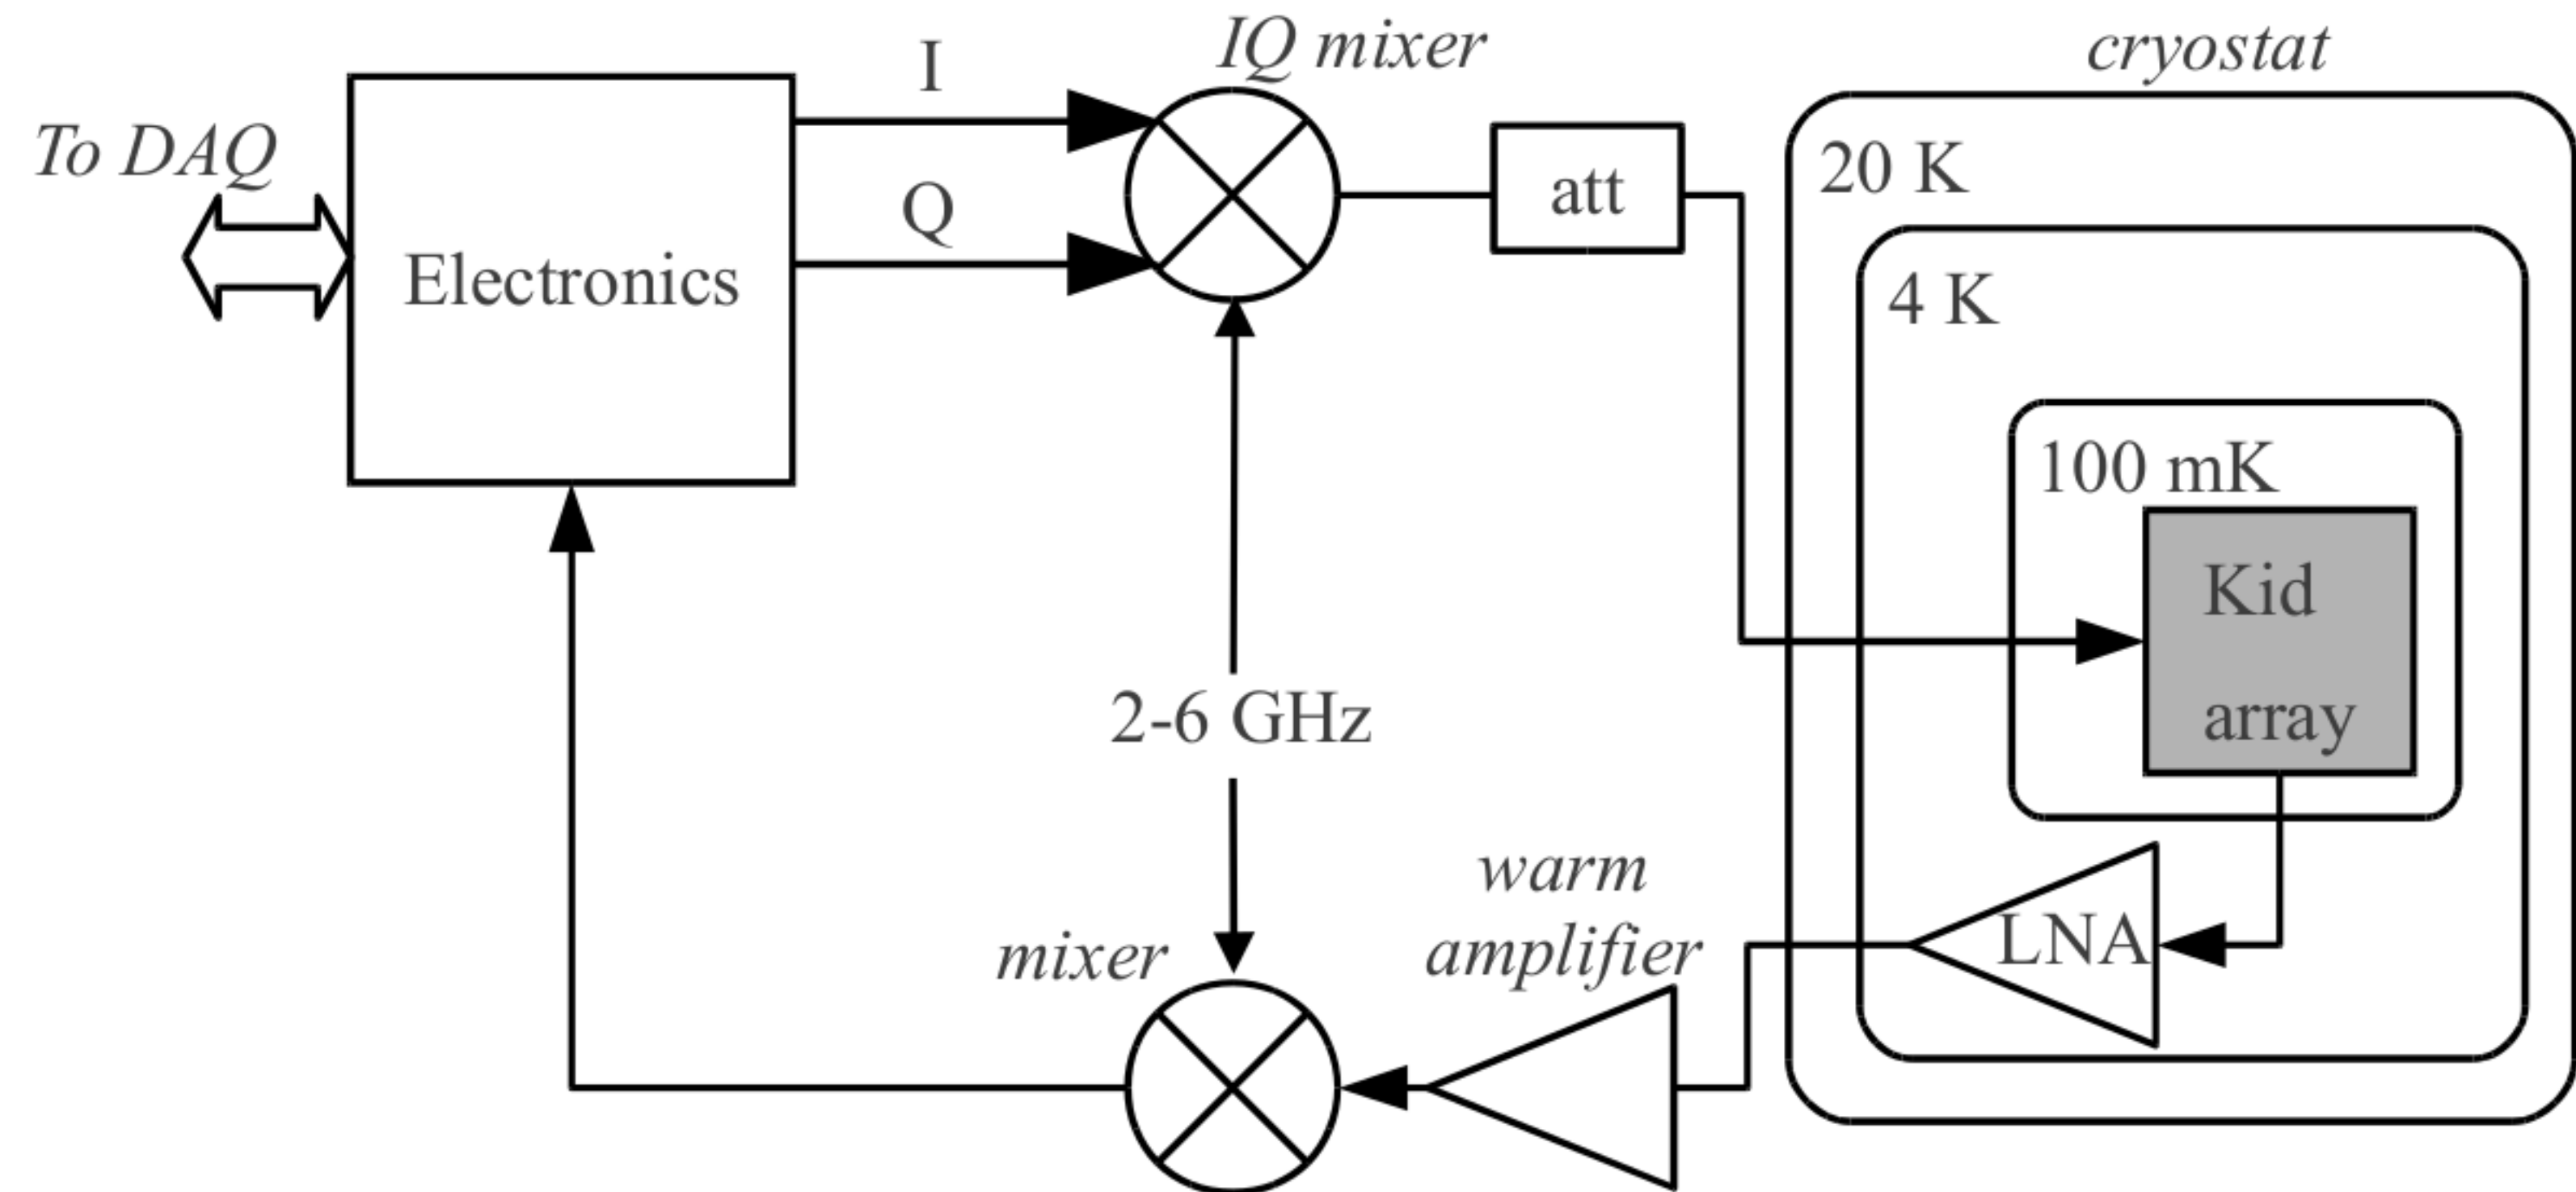 I
IQ mixer
cryostat
To DAQ
20 K
att
Q
Electronics
4 K
100 mK
Kid
array
2-6 GHz
warm
amplifier
mixer
LNA